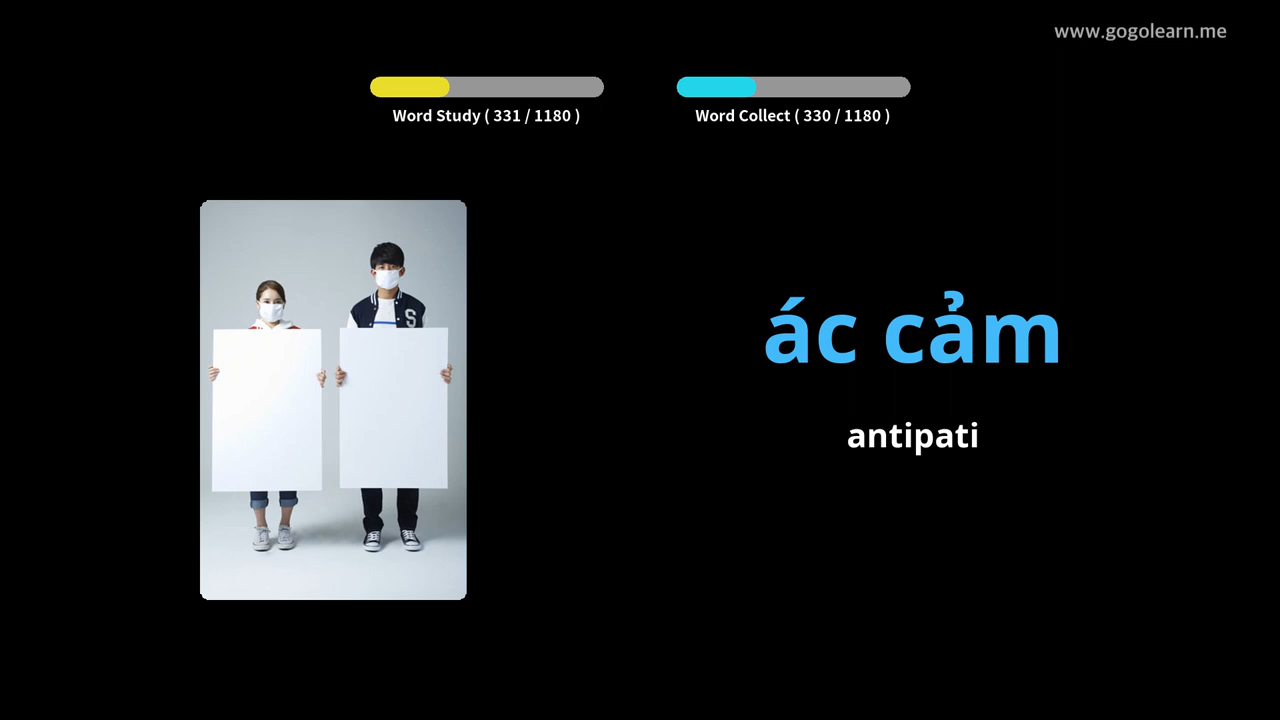 www.gogolearn.me
Word Study ( 331 / 1180 )
Word Collect ( 330 / 1180 )
S
ác cảm
antipati